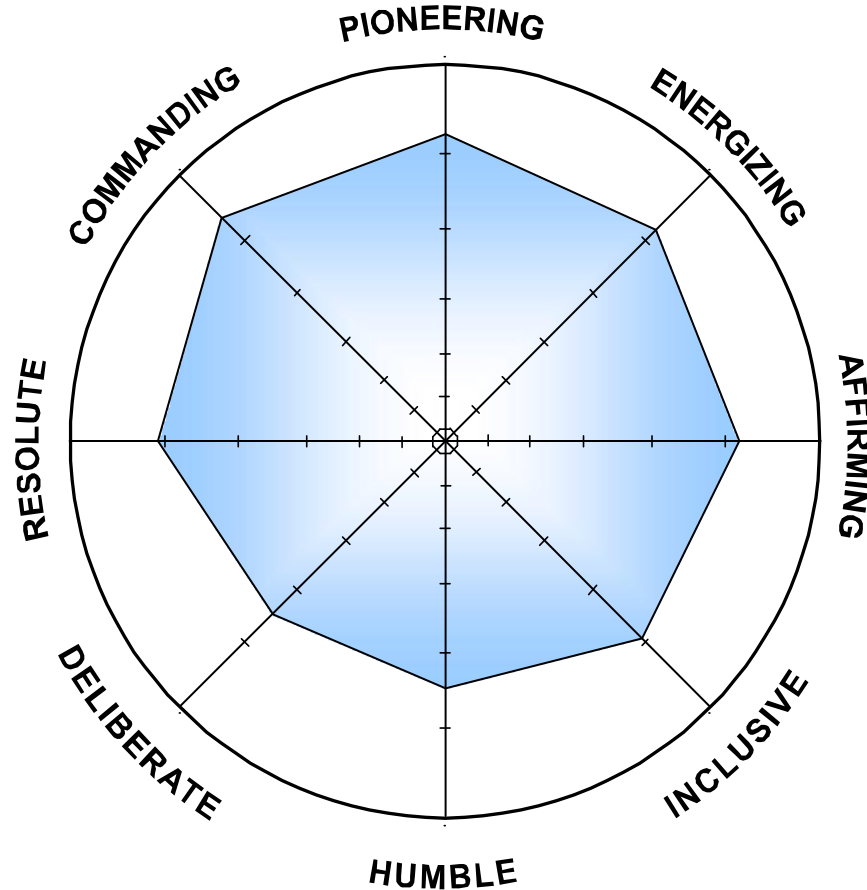 PIONEERING
ENERGIZING
AFFIRMING
INCLUSIVE
HUMBLE
DELIBERATE
RESOLUTE
COMMANDING